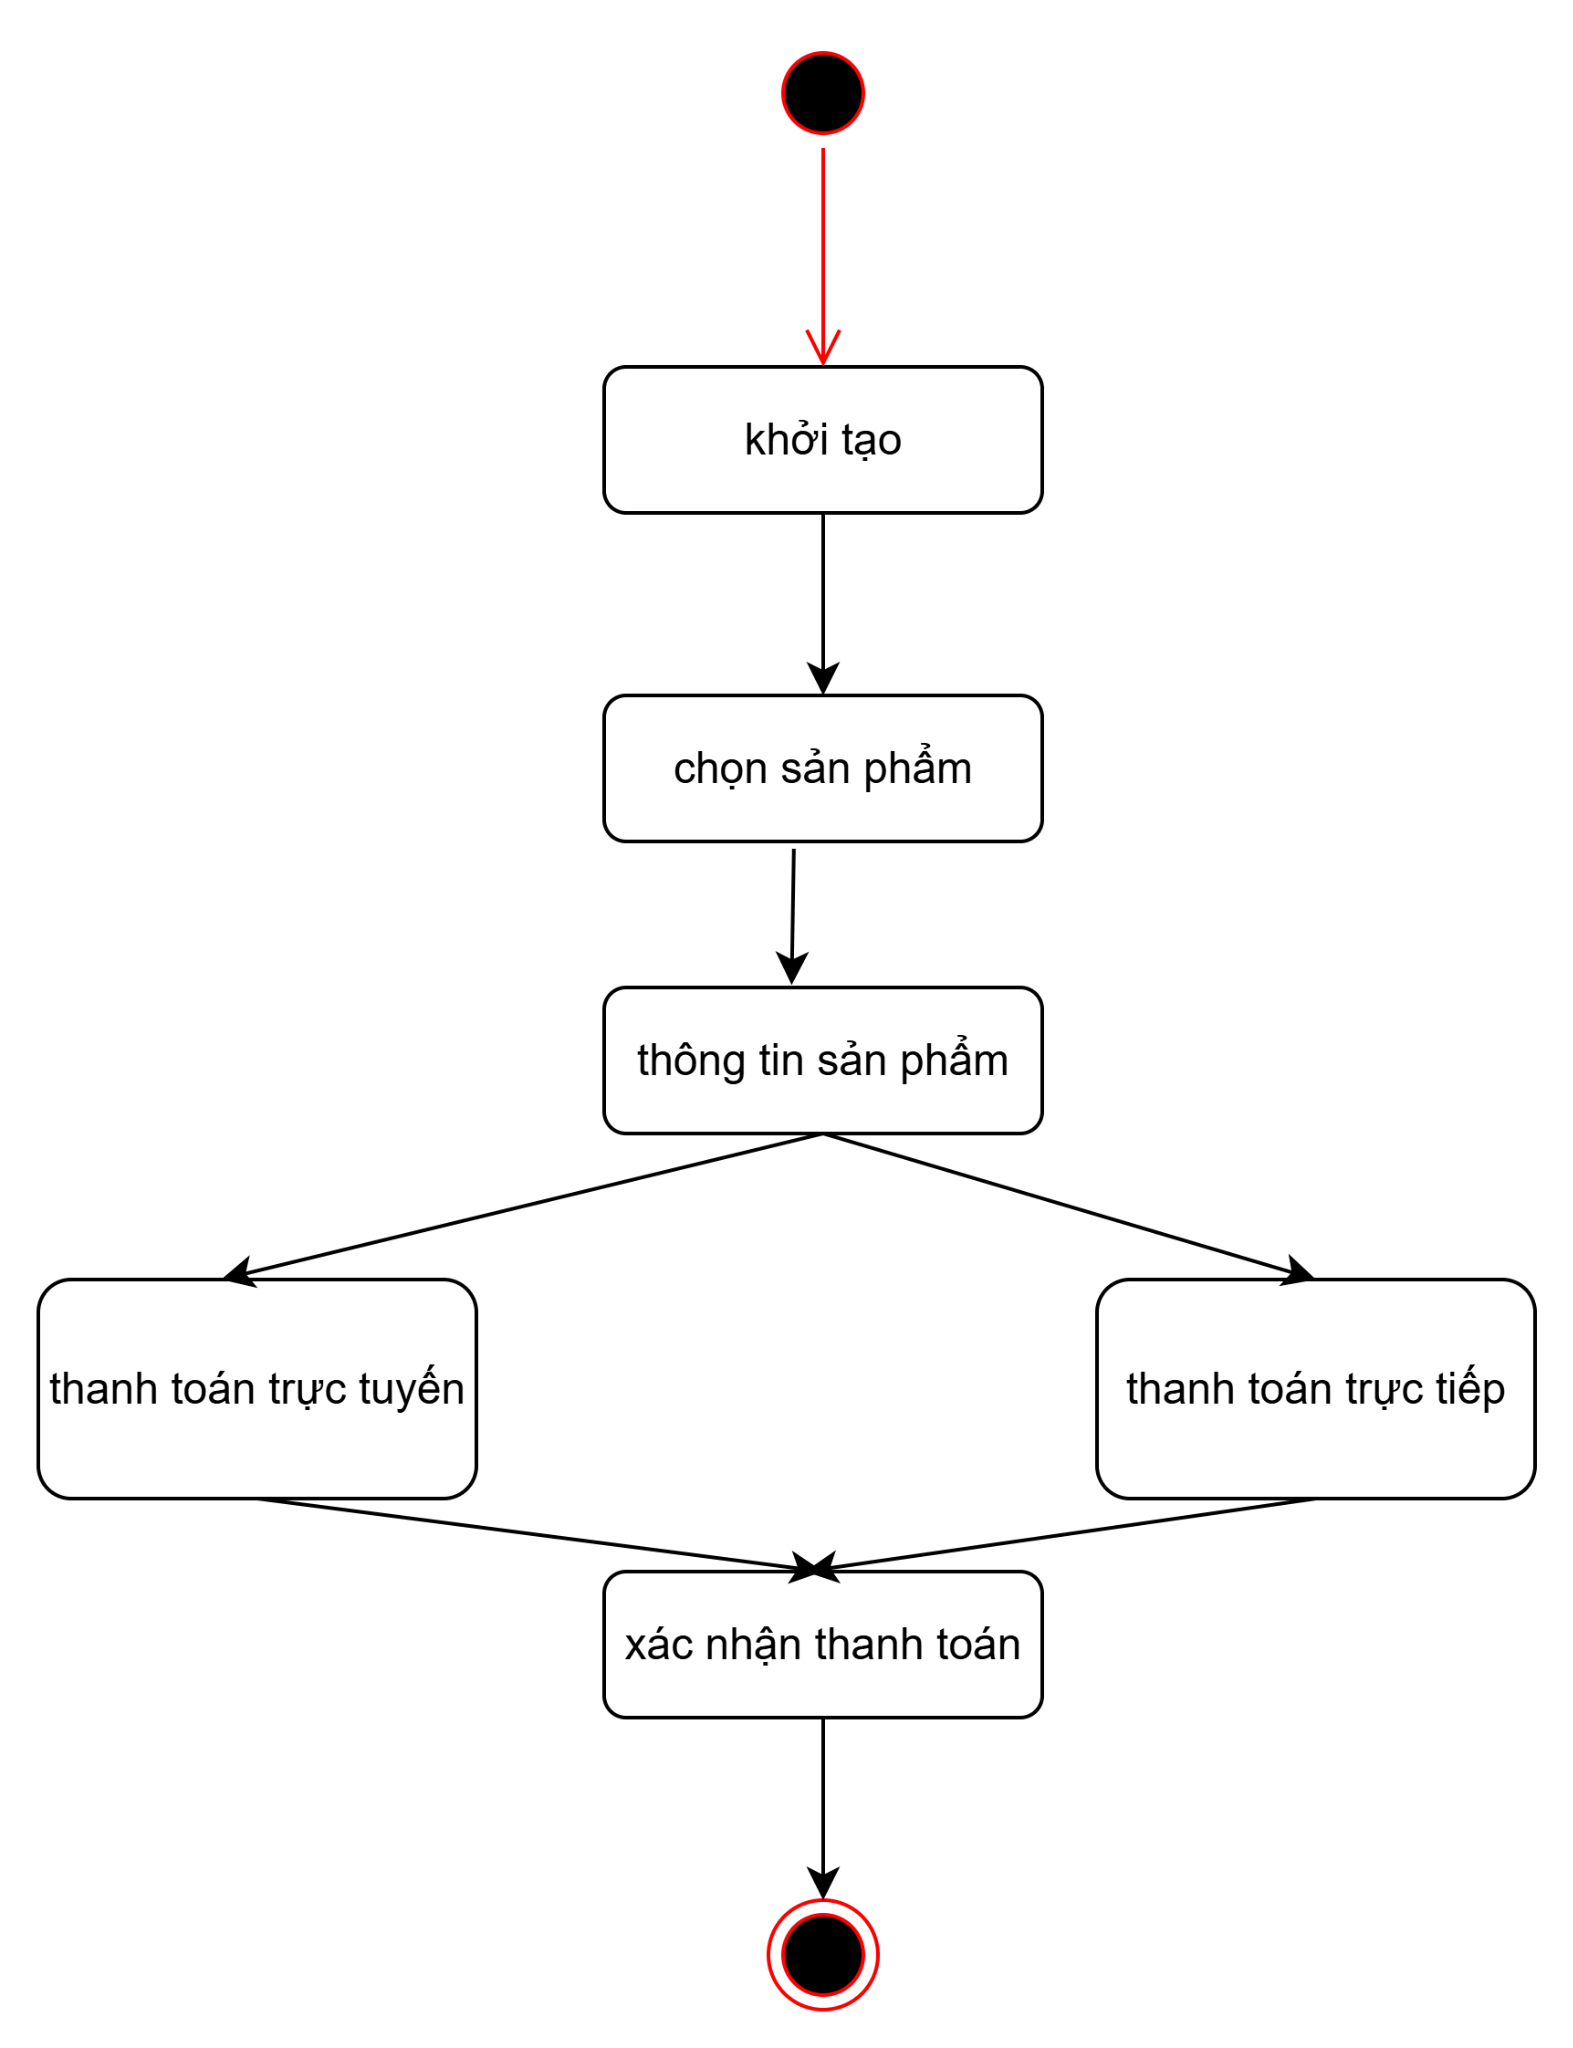 khởi tạo
chọn sản phẩm
thông tin sản phẩm
thanh toán trực tuyến
thanh toán trực tiếp
xác nhận thanh toán